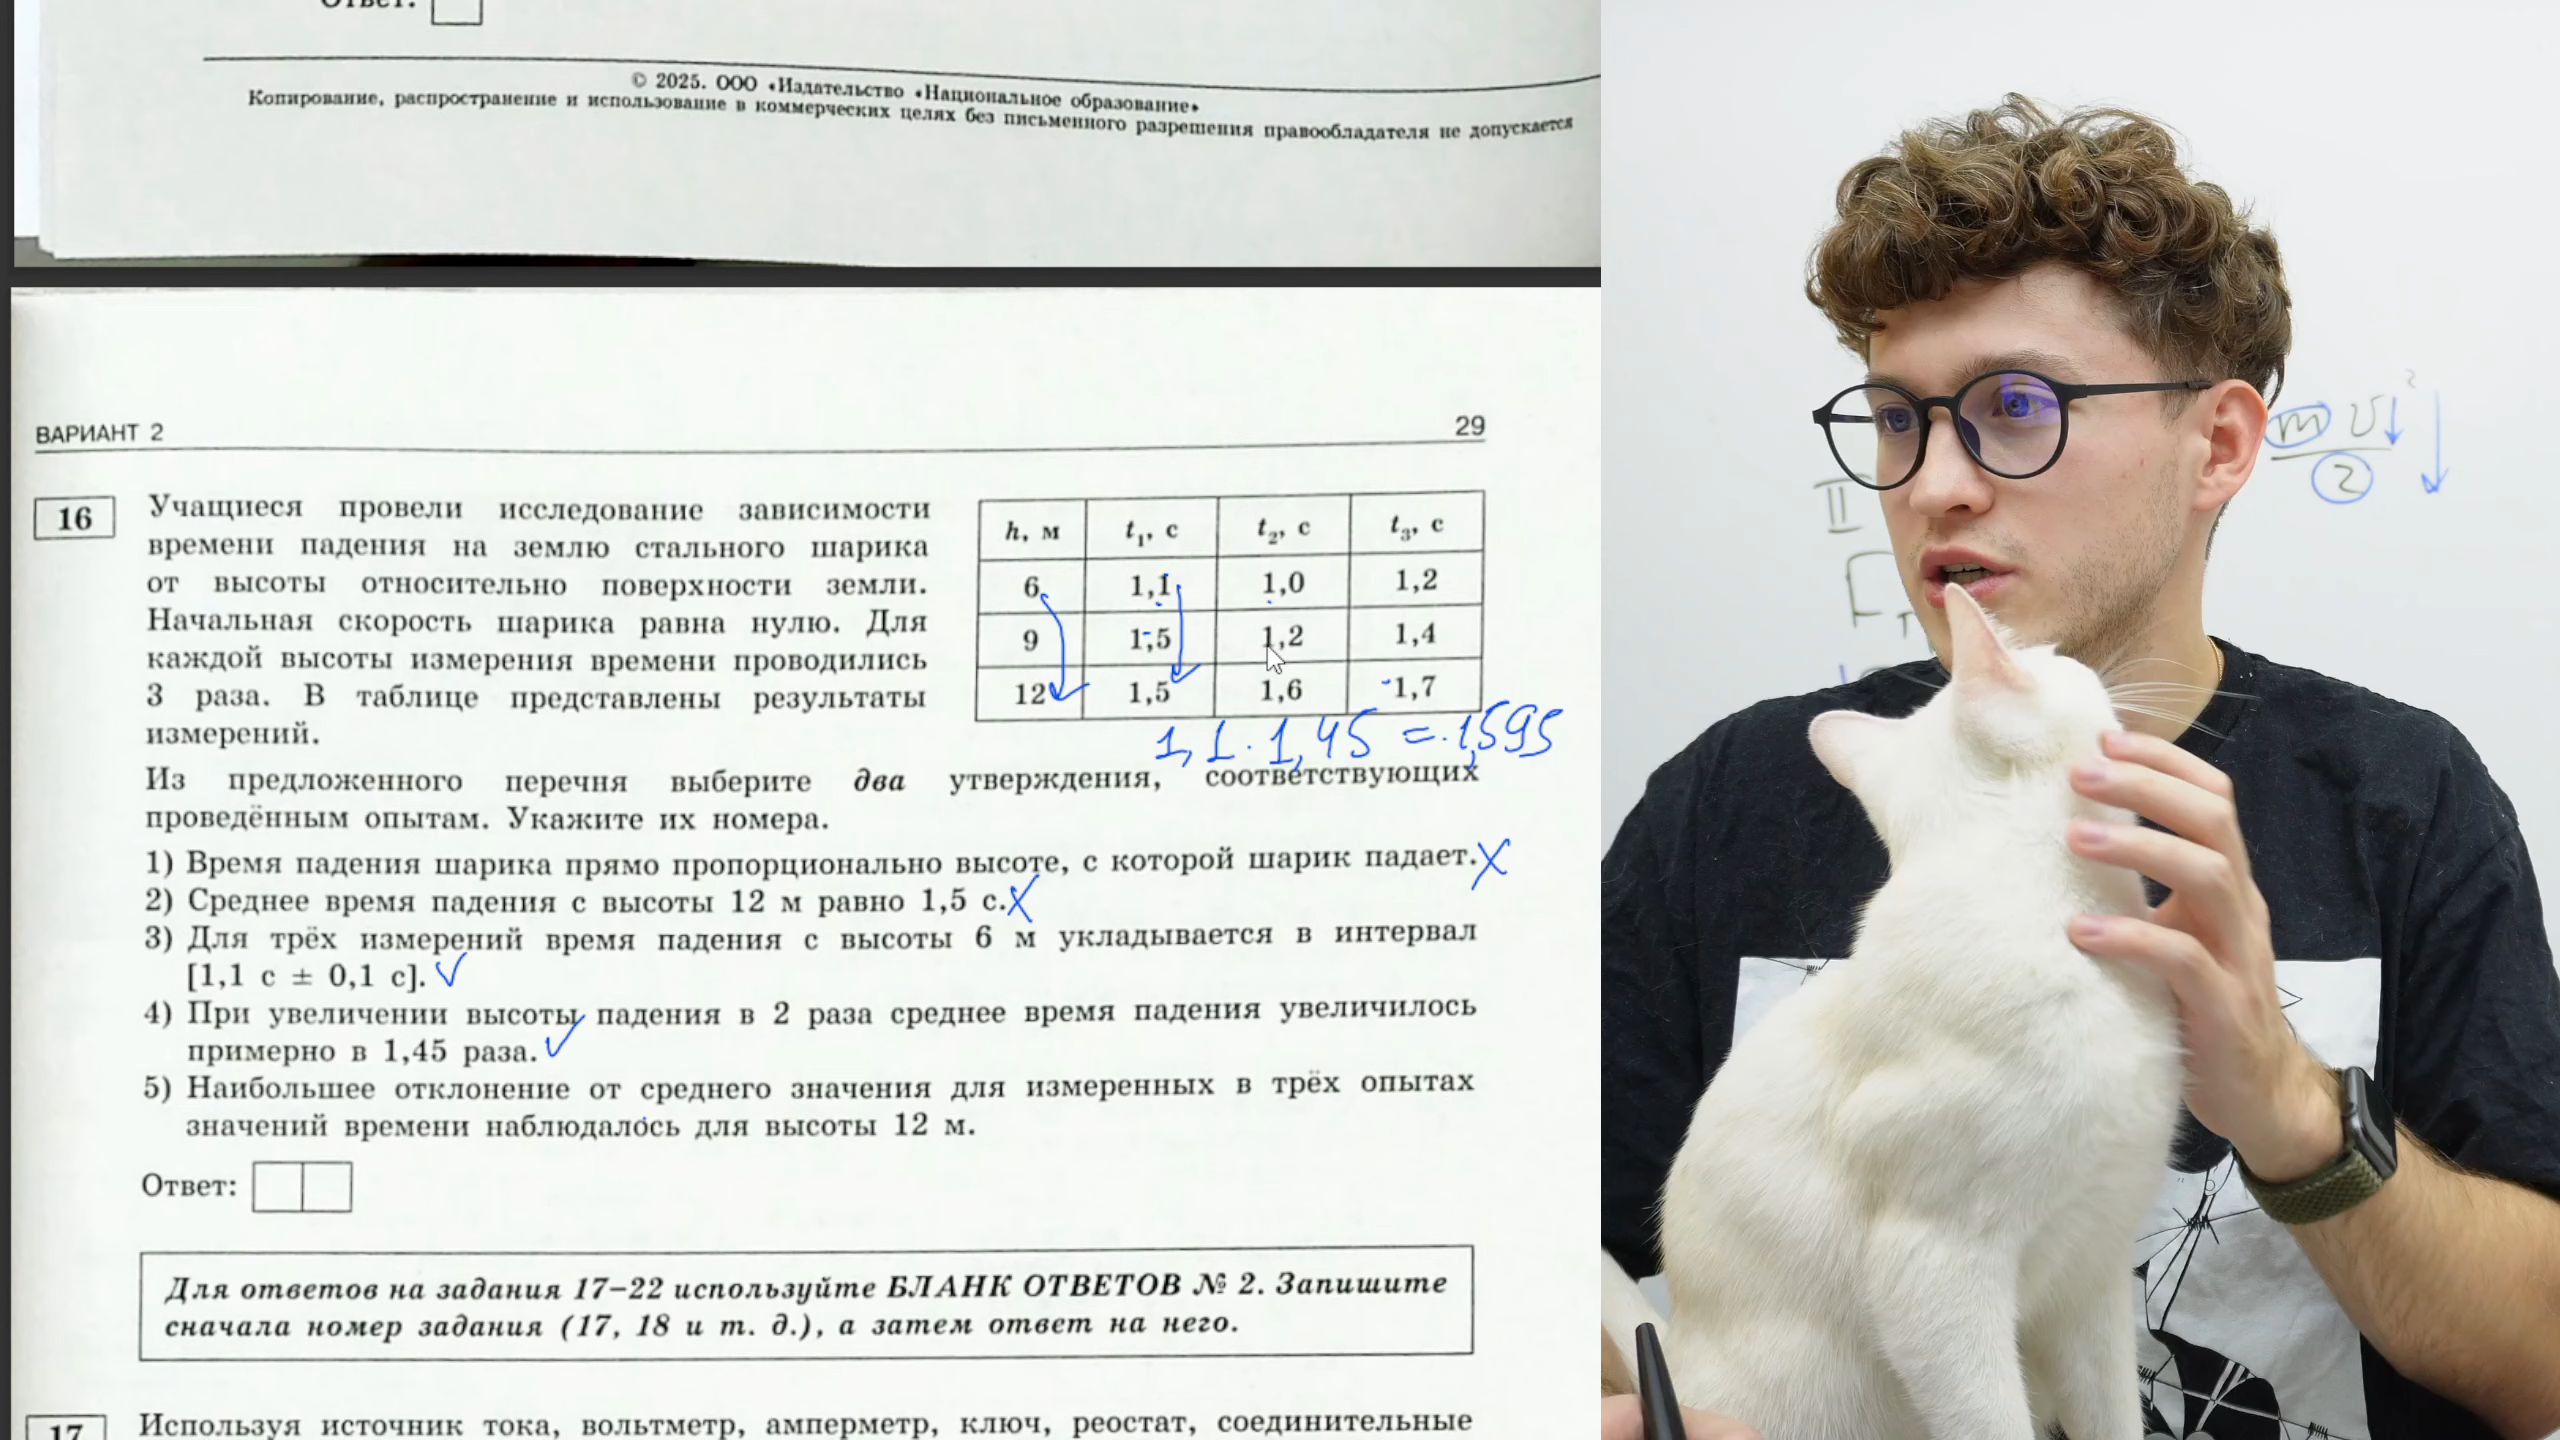 Ответ:
© 2025. ООО «Издательство «Национальное образование»
Копирование, распространение и использование в коммерческих целях без письменного разрешения правообладателя не допускается
ВАРИАНТ 2
29
16
Учащиеся провели исследование зависимости
времени падения на землю стального шарика
от высоты относительно поверхности земли.
Начальная скорость шарика равна нулю. Для
каждой высоты измерения времени проводились
3 раза. В таблице представлены результаты
измерений.
h, м t₁, с t₂, с t₃, с
6 1,1 1,0 1,2
9 1,5 1,2 1,4
12 1,5 1,6 1,7
1,1 · 1,45 = 1,595
Из предложенного перечня выберите два утверждения, соответствующих
проведённым опытам. Укажите их номера.
1) Время падения шарика прямо пропорционально высоте, с которой шарик падает.
2) Среднее время падения с высоты 12 м равно 1,5 с.
3) Для трёх измерений время падения с высоты 6 м укладывается в интервал
[1,1 с ± 0,1 с].
4) При увеличении высоты падения в 2 раза среднее время падения увеличилось
примерно в 1,45 раза.
5) Наибольшее отклонение от среднего значения для измеренных в трёх опытах
значений времени наблюдалось для высоты 12 м.
Ответ:
Для ответов на задания 17–22 используйте БЛАНК ОТВЕТОВ № 2. Запишите
сначала номер задания (17, 18 и т. д.), а затем ответ на него.
17
Используя источник тока, вольтметр, амперметр, ключ, реостат, соединительные
II
m v²
2